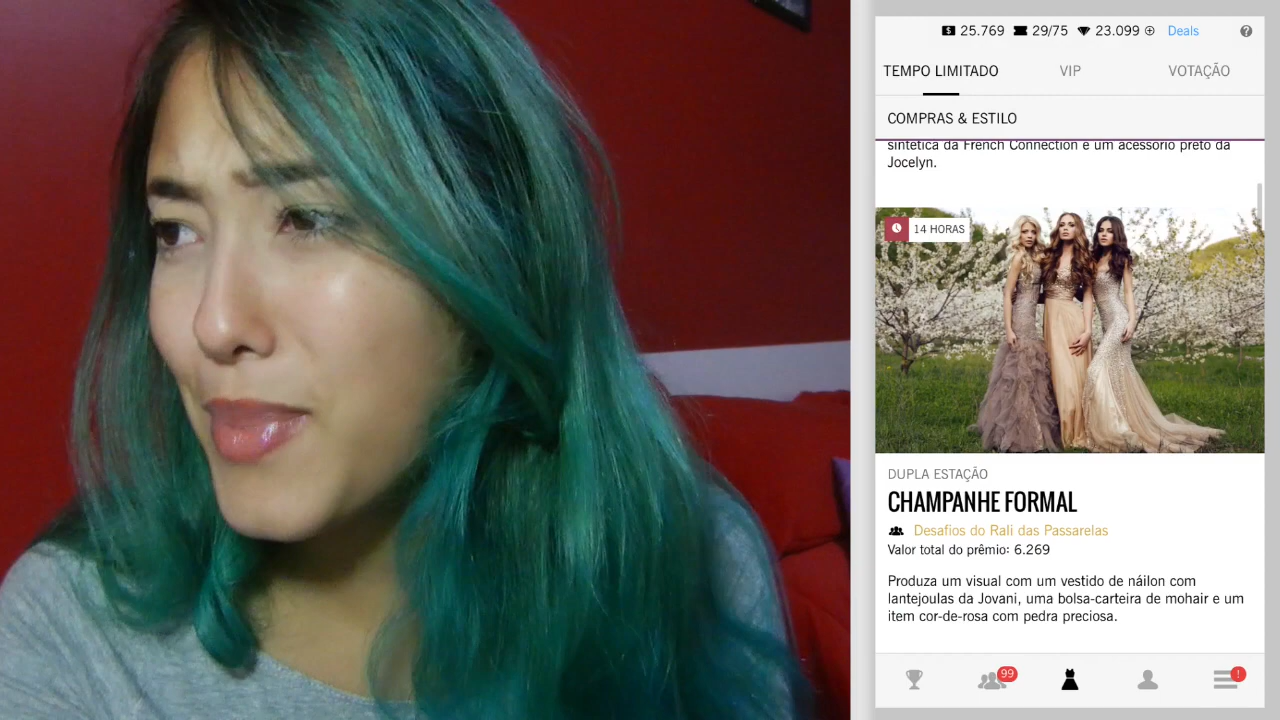 $ 25.769 29/75 23.099 Deals ?
TEMPO LIMITADO VIP VOTAÇÃO
COMPRAS & ESTILO
sintética da French Connection e um acessório preto da
Jocelyn.
14 HORAS
DUPLA ESTAÇÃO
CHAMPANHE FORMAL
Desafios do Rali das Passarelas
Valor total do prêmio: 6.269
Produza um visual com um vestido de náilon com
lantejoulas da Jovani, uma bolsa-carteira de mohair e um
item cor-de-rosa com pedra preciosa.
99 !